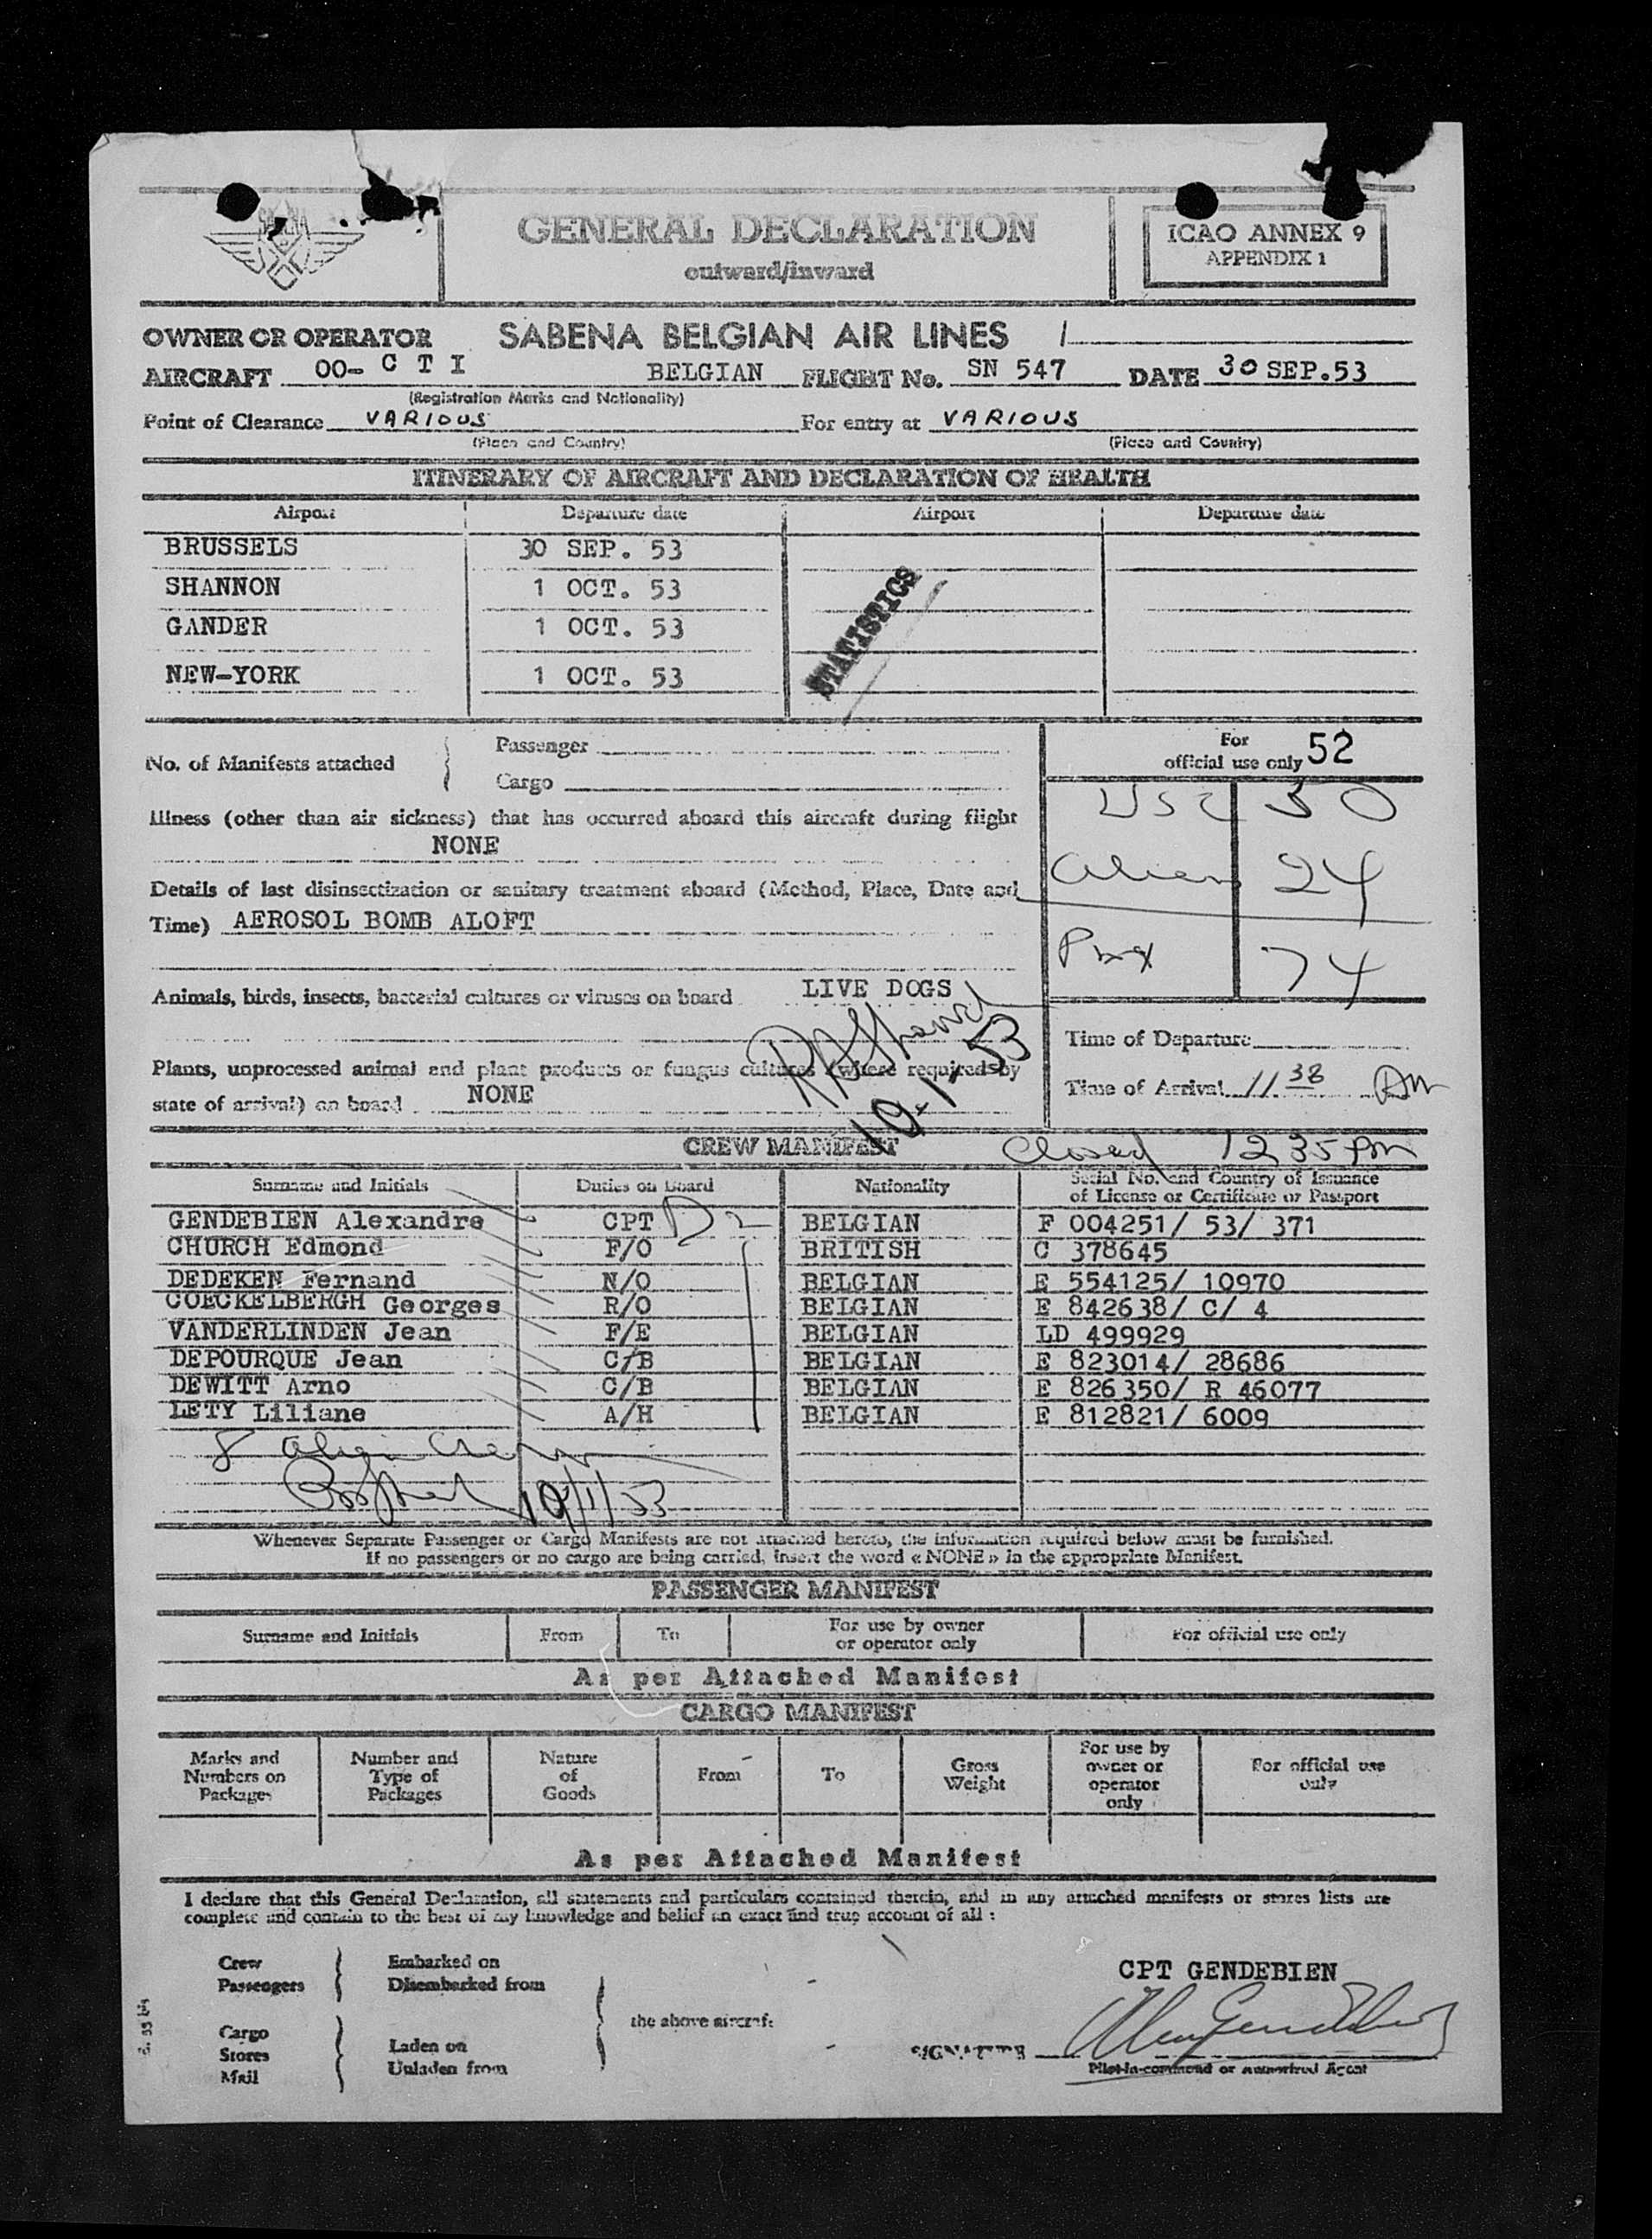 SABENA
GENERAL DECLARATION
outward/inward
ICAO ANNEX 9
APPENDIX 1
OWNER OR OPERATOR SABENA BELGIAN AIR LINES /
AIRCRAFT OO- C T I BELGIAN FLIGHT No. SN 547 DATE 30 SEP.53
(Registration Marks and Nationality)
Point of Clearance VARIOUS For entry at VARIOUS
(Place and Country) (Place and Country)
ITINERARY OF AIRCRAFT AND DECLARATION OF HEALTH
Airport Departure date Airport Departure date
BRUSSELS 30 SEP. 53
SHANNON 1 OCT. 53
GANDER 1 OCT. 53
NEW-YORK 1 OCT. 53
STATISTICS
No. of Manifests attached
Passenger
Cargo
For
official use only 52
USC 50
Alien 24
Psgr 74
Illness (other than air sickness) that has occurred aboard this aircraft during flight
NONE
Details of last disinsectization or sanitary treatment aboard (Method, Place, Date and
Time) AEROSOL BOMB ALOFT
Animals, birds, insects, bacterial cultures or viruses on board LIVE DOGS
10-1-53
Plants, unprocessed animal and plant products or fungus cultures (where required by
state of arrival) on board NONE
Time of Departure
Time of Arrival 11 38 AM
CREW MANIFEST Closed 12 35 pm
Surname and Initials Duties on Board Nationality Serial No. and Country of Issuance
of License or Certificate or Passport
GENDEBIEN Alexandre CPT D2 BELGIAN F 004251/ 53/ 371
CHURCH Edmond F/O BRITISH C 378645
DEDEKEN Fernand N/O BELGIAN E 554125/ 10970
COECKELBERGH Georges R/O BELGIAN E 842638/ C/ 4
VANDERLINDEN Jean F/E BELGIAN LD 499929
DEPOURQUE Jean C/B BELGIAN E 823014/ 28686
DEWITT Arno C/B BELGIAN E 826350/ R 46077
LETY Liliane A/H BELGIAN E 812821/ 6009
8 alien Crew
10/1/53
Whenever Separate Passenger or Cargo Manifests are not attached hereto, the information required below must be furnished.
If no passengers or no cargo are being carried, insert the word « NONE » in the appropriate Manifest.
PASSENGER MANIFEST
Surname and Initials From To For use by owner
or operator only For official use only
As per Attached Manifest
CARGO MANIFEST
Marks and
Numbers on
Packages
Number and
Type of
Packages
Nature
of
Goods
From
To
Gross
Weight
For use by
owner or
operator
only
For official use
only
As per Attached Manifest
I declare that this General Declaration, all statements and particulars contained therein, and in any attached manifests or stores lists are
complete and contain to the best of my knowledge and belief an exact and true account of all :
Crew
Passengers
Embarked on
Disembarked from
Cargo
Stores
Mail
Laden on
Unladen from
the above aircraft
CPT GENDEBIEN
SIGNATURE
Pilot-in-command or authorized Agent